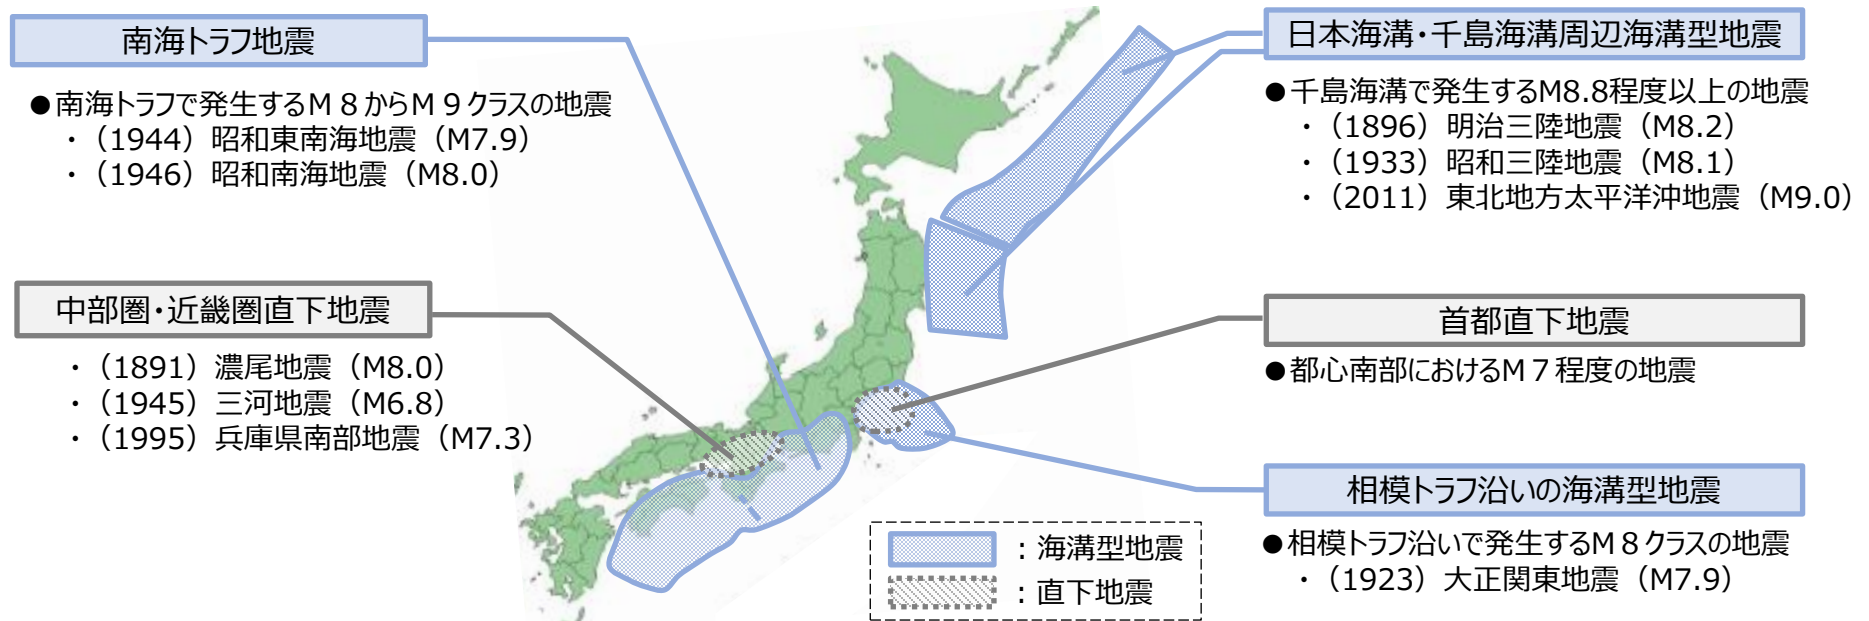 南海トラフ地震
●南海トラフで発生するM８からM９クラスの地震
・（1944）昭和東南海地震（M7.9）
・（1946）昭和南海地震（M8.0）
中部圏・近畿圏直下地震
・（1891）濃尾地震（M8.0）
・（1945）三河地震（M6.8）
・（1995）兵庫県南部地震（M7.3）
日本海溝・千島海溝周辺海溝型地震
●千島海溝で発生するM8.8程度以上の地震
・（1896）明治三陸地震（M8.2）
・（1933）昭和三陸地震（M8.1）
・（2011）東北地方太平洋沖地震（M9.0）
首都直下地震
●都心南部におけるM７程度の地震
相模トラフ沿いの海溝型地震
●相模トラフ沿いで発生するM８クラスの地震
・（1923）大正関東地震（M7.9）
：海溝型地震
：直下地震